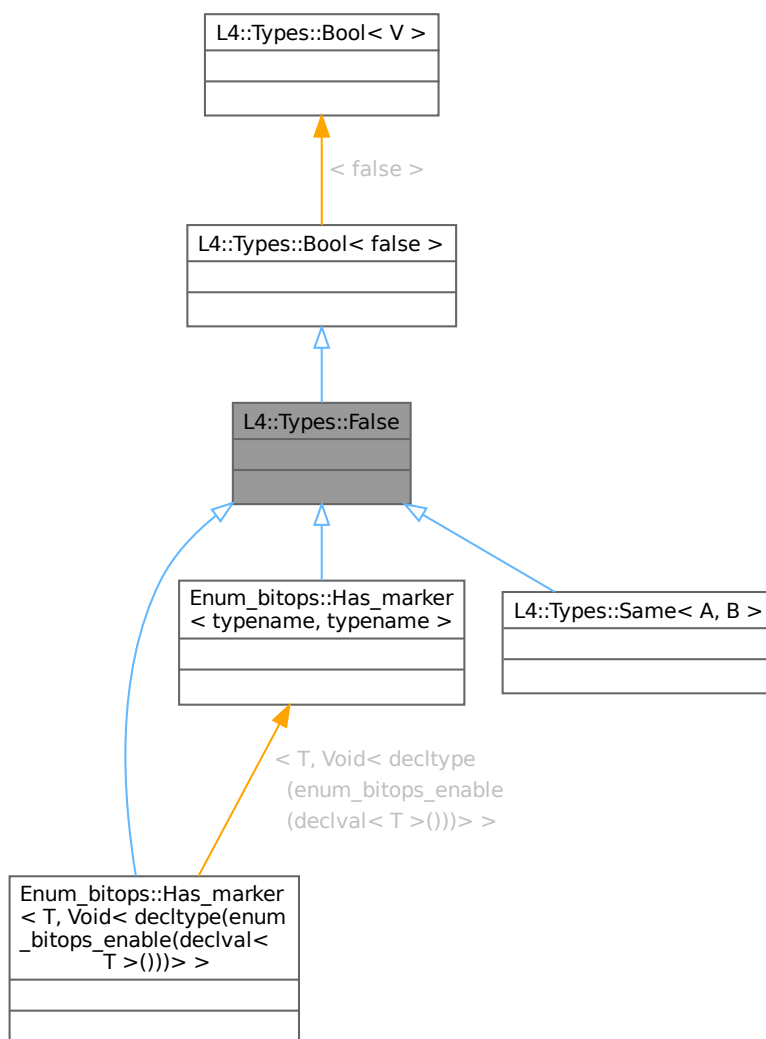 L4::Types::Bool< V >
< false >
L4::Types::Bool< false >
L4::Types::False
Enum_bitops::Has_marker
< typename, typename >
L4::Types::Same< A, B >
< T, Void< decltype
(enum_bitops_enable
(declval< T >()))> >
Enum_bitops::Has_marker
< T, Void< decltype(enum
_bitops_enable(declval<
T >()))> >